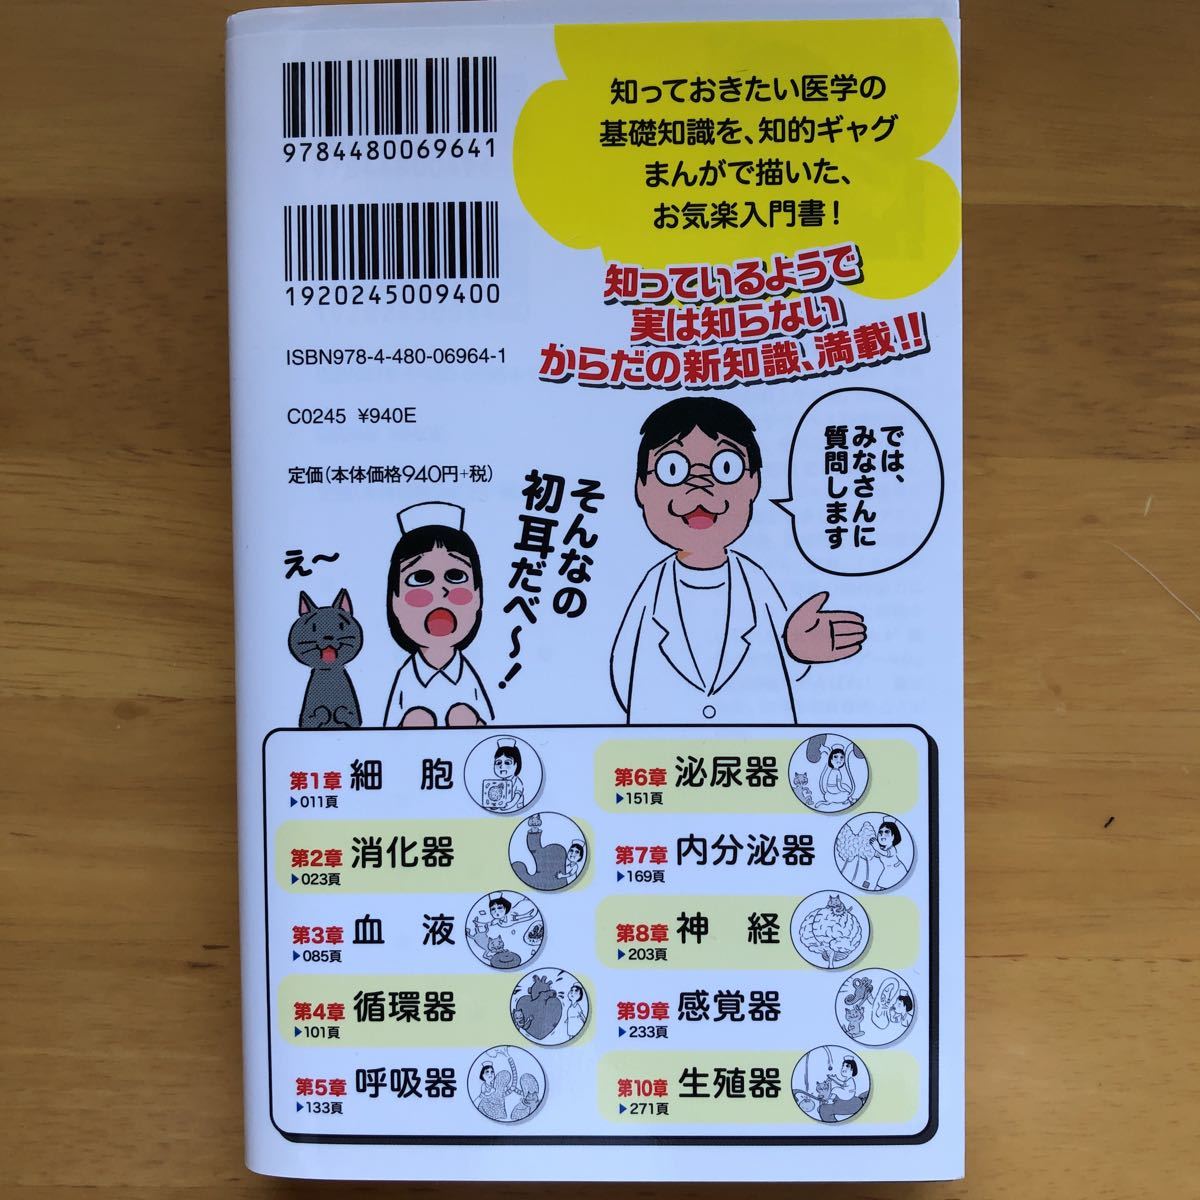 9784480069641
1920245009400
ISBN978-4-480-06964-1
C0245 ¥940E
定価(本体価格940円+税)
知っておきたい医学の
基礎知識を、知的ギャグ
まんがで描いた、
お気楽入門書!
知っているようで
実は知らない
からだの新知識、満載!!
では、
みなさんに
質問します
そんなの
初耳だべ〜!
え〜
第1章 細 胞
▶011頁
第2章 消化器
▶023頁
第3章 血 液
▶085頁
第4章 循環器
▶101頁
第5章 呼吸器
▶133頁
第6章 泌尿器
▶151頁
第7章 内分泌器
▶169頁
第8章 神 経
▶203頁
第9章 感覚器
▶233頁
第10章 生殖器
▶271頁